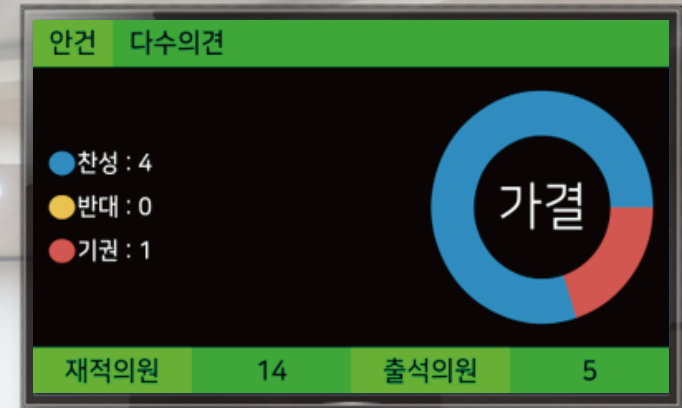 안건 다수의견
찬성 : 4
반대 : 0
기권 : 1
가결
재적의원 14 출석의원 5